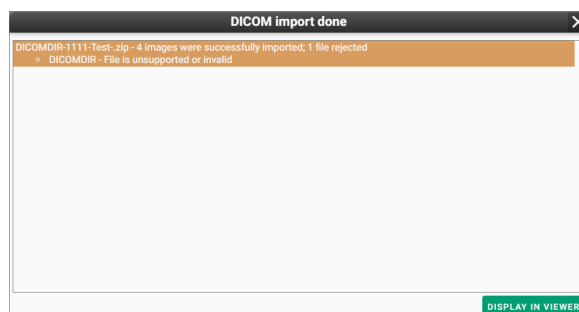 DICOM import done
DICOMDIR-1111-Test-.zip - 4 images were successfully imported; 1 file rejected
DICOMDIR - File is unsupported or invalid
DISPLAY IN VIEWER